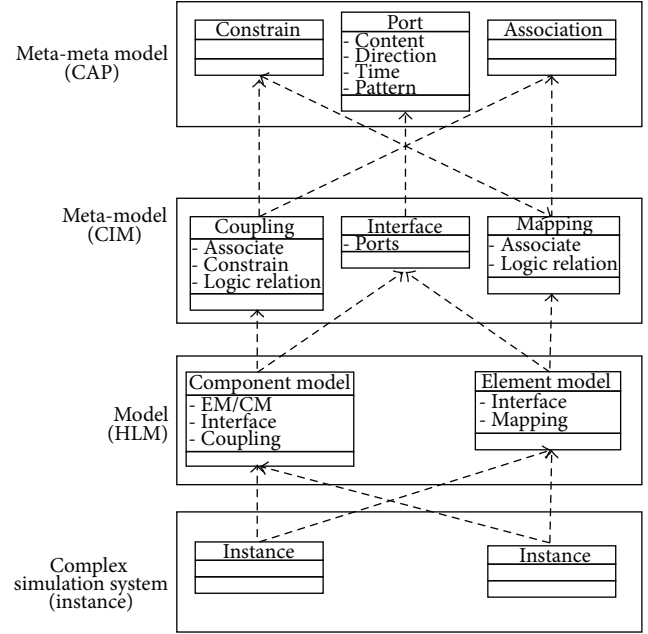 Meta-meta model
(CAP)
Constrain
Port
- Content
- Direction
- Time
- Pattern
Association
Meta-model
(CIM)
Coupling
- Associate
- Constrain
- Logic relation
Interface
- Ports
Mapping
- Associate
- Logic relation
Model
(HLM)
Component model
- EM/CM
- Interface
- Coupling
Element model
- Interface
- Mapping
Complex
simulation system
(instance)
Instance
Instance